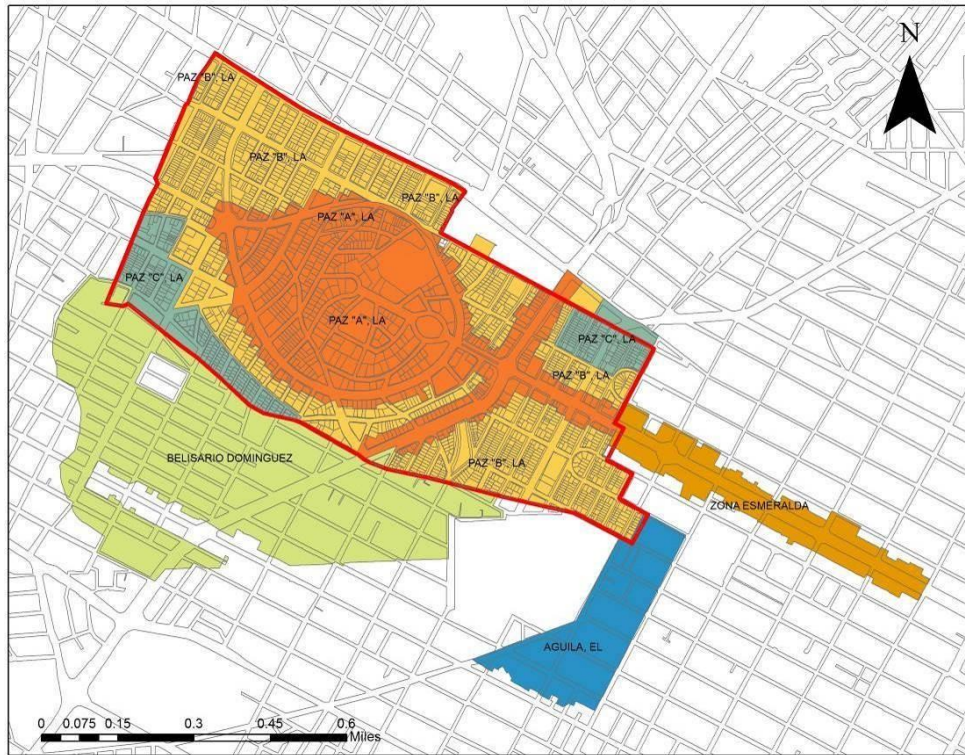 N
PAZ "B", LA
PAZ "B", LA
PAZ "B", LA
PAZ "A", LA
PAZ "C", LA
PAZ "A", LA
PAZ "C", LA
PAZ "B", LA
BELISARIO DOMINGUEZ
PAZ "B", LA
ZONA ESMERALDA
AGUILA, EL
0 0.075 0.15 0.3 0.45 0.6
Miles